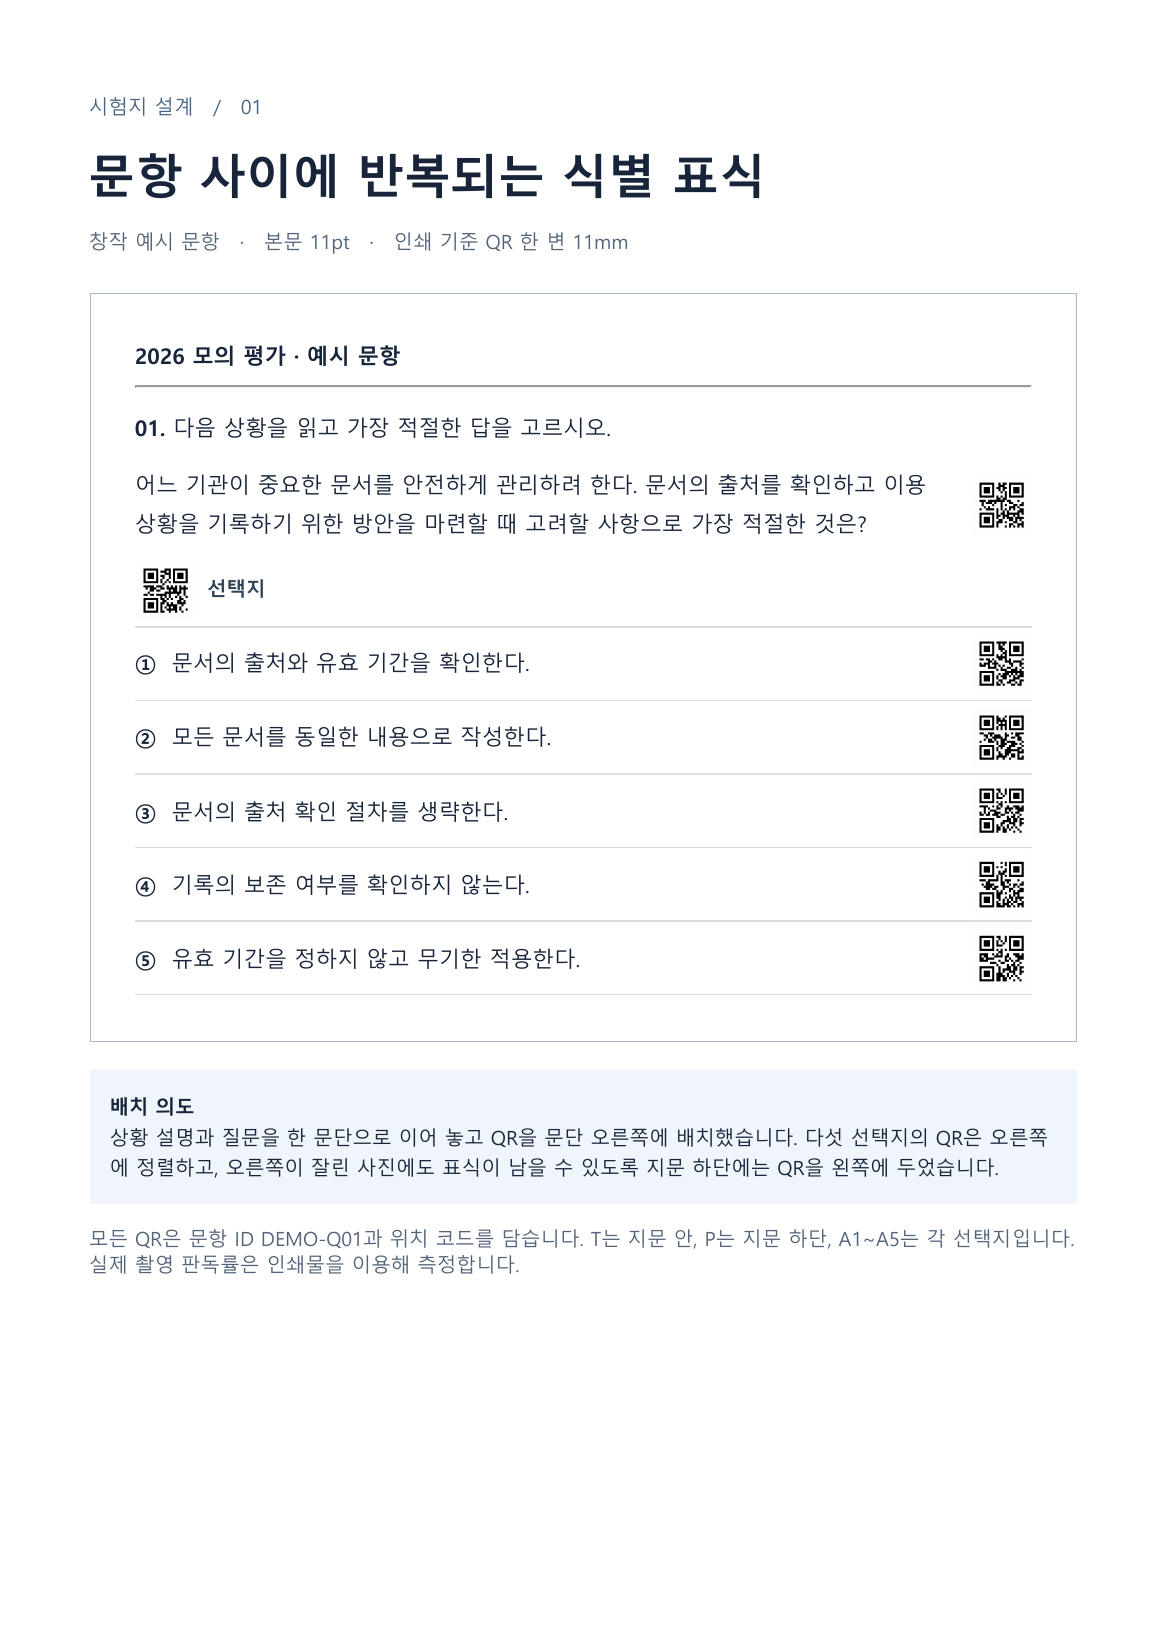 시험지 설계 / 01
문항 사이에 반복되는 식별 표식
창작 예시 문항 · 본문 11pt · 인쇄 기준 QR 한 변 11mm
2026 모의 평가 · 예시 문항
01. 다음 상황을 읽고 가장 적절한 답을 고르시오.
어느 기관이 중요한 문서를 안전하게 관리하려 한다. 문서의 출처를 확인하고 이용
상황을 기록하기 위한 방안을 마련할 때 고려할 사항으로 가장 적절한 것은?
선택지
① 문서의 출처와 유효 기간을 확인한다.
② 모든 문서를 동일한 내용으로 작성한다.
③ 문서의 출처 확인 절차를 생략한다.
④ 기록의 보존 여부를 확인하지 않는다.
⑤ 유효 기간을 정하지 않고 무기한 적용한다.
배치 의도
상황 설명과 질문을 한 문단으로 이어 놓고 QR을 문단 오른쪽에 배치했습니다. 다섯 선택지의 QR은 오른쪽
에 정렬하고, 오른쪽이 잘린 사진에도 표식이 남을 수 있도록 지문 하단에는 QR을 왼쪽에 두었습니다.
모든 QR은 문항 ID DEMO-Q01과 위치 코드를 담습니다. T는 지문 안, P는 지문 하단, A1~A5는 각 선택지입니다.
실제 촬영 판독률은 인쇄물을 이용해 측정합니다.